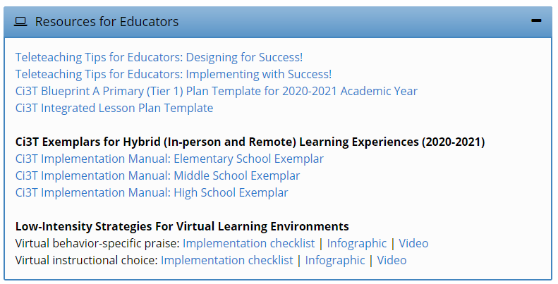 Resources for Educators
Teleteaching Tips for Educators: Designing for Success!
Teleteaching Tips for Educators: Implementing with Success!
Ci3T Blueprint A Primary (Tier 1) Plan Template for 2020-2021 Academic Year
Ci3T Integrated Lesson Plan Template
Ci3T Exemplars for Hybrid (In-person and Remote) Learning Experiences (2020-2021)
Ci3T Implementation Manual: Elementary School Exemplar
Ci3T Implementation Manual: Middle School Exemplar
Ci3T Implementation Manual: High School Exemplar
Low-Intensity Strategies For Virtual Learning Environments
Virtual behavior-specific praise: Implementation checklist | Infographic | Video
Virtual instructional choice: Implementation checklist | Infographic | Video